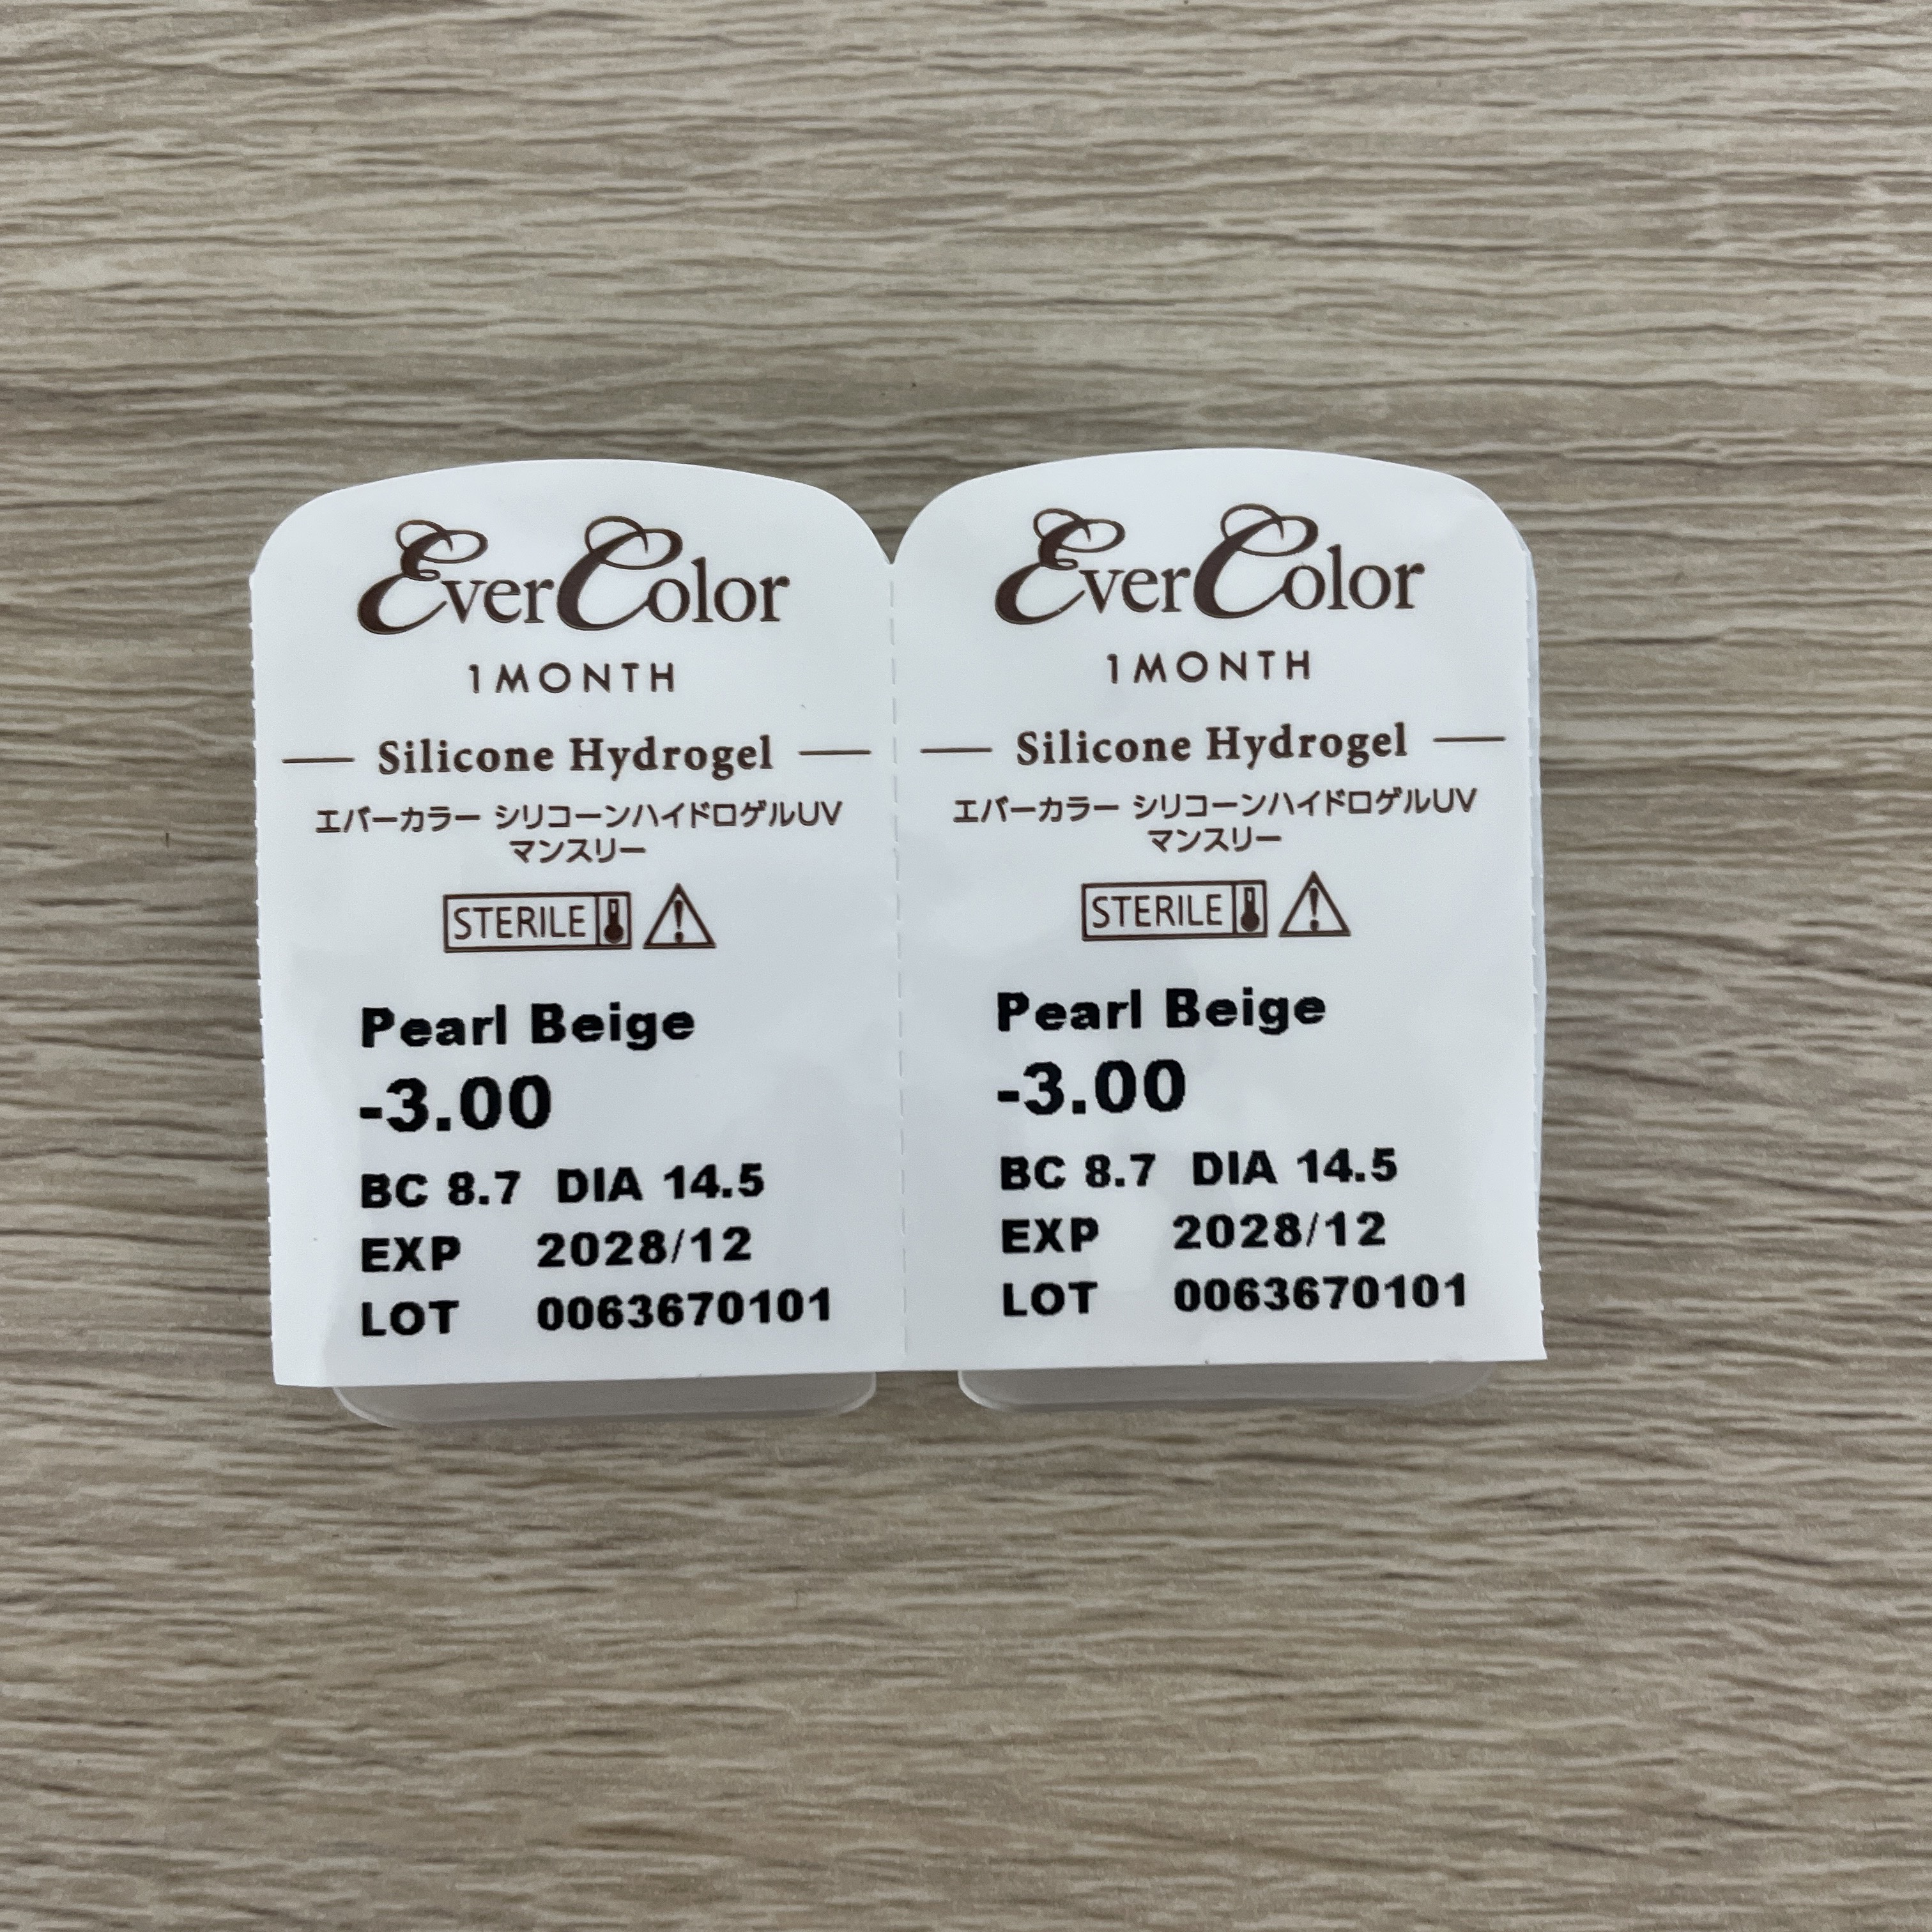 EverColor
1 MONTH
Silicone Hydrogel
エバーカラー シリコーンハイドロゲルUV
マンスリー
STERILE
Pearl Beige
-3.00
BC 8.7 DIA 14.5
EXP 2028/12
LOT 0063670101
EverColor
1 MONTH
Silicone Hydrogel
エバーカラー シリコーンハイドロゲルUV
マンスリー
STERILE
Pearl Beige
-3.00
BC 8.7 DIA 14.5
EXP 2028/12
LOT 0063670101